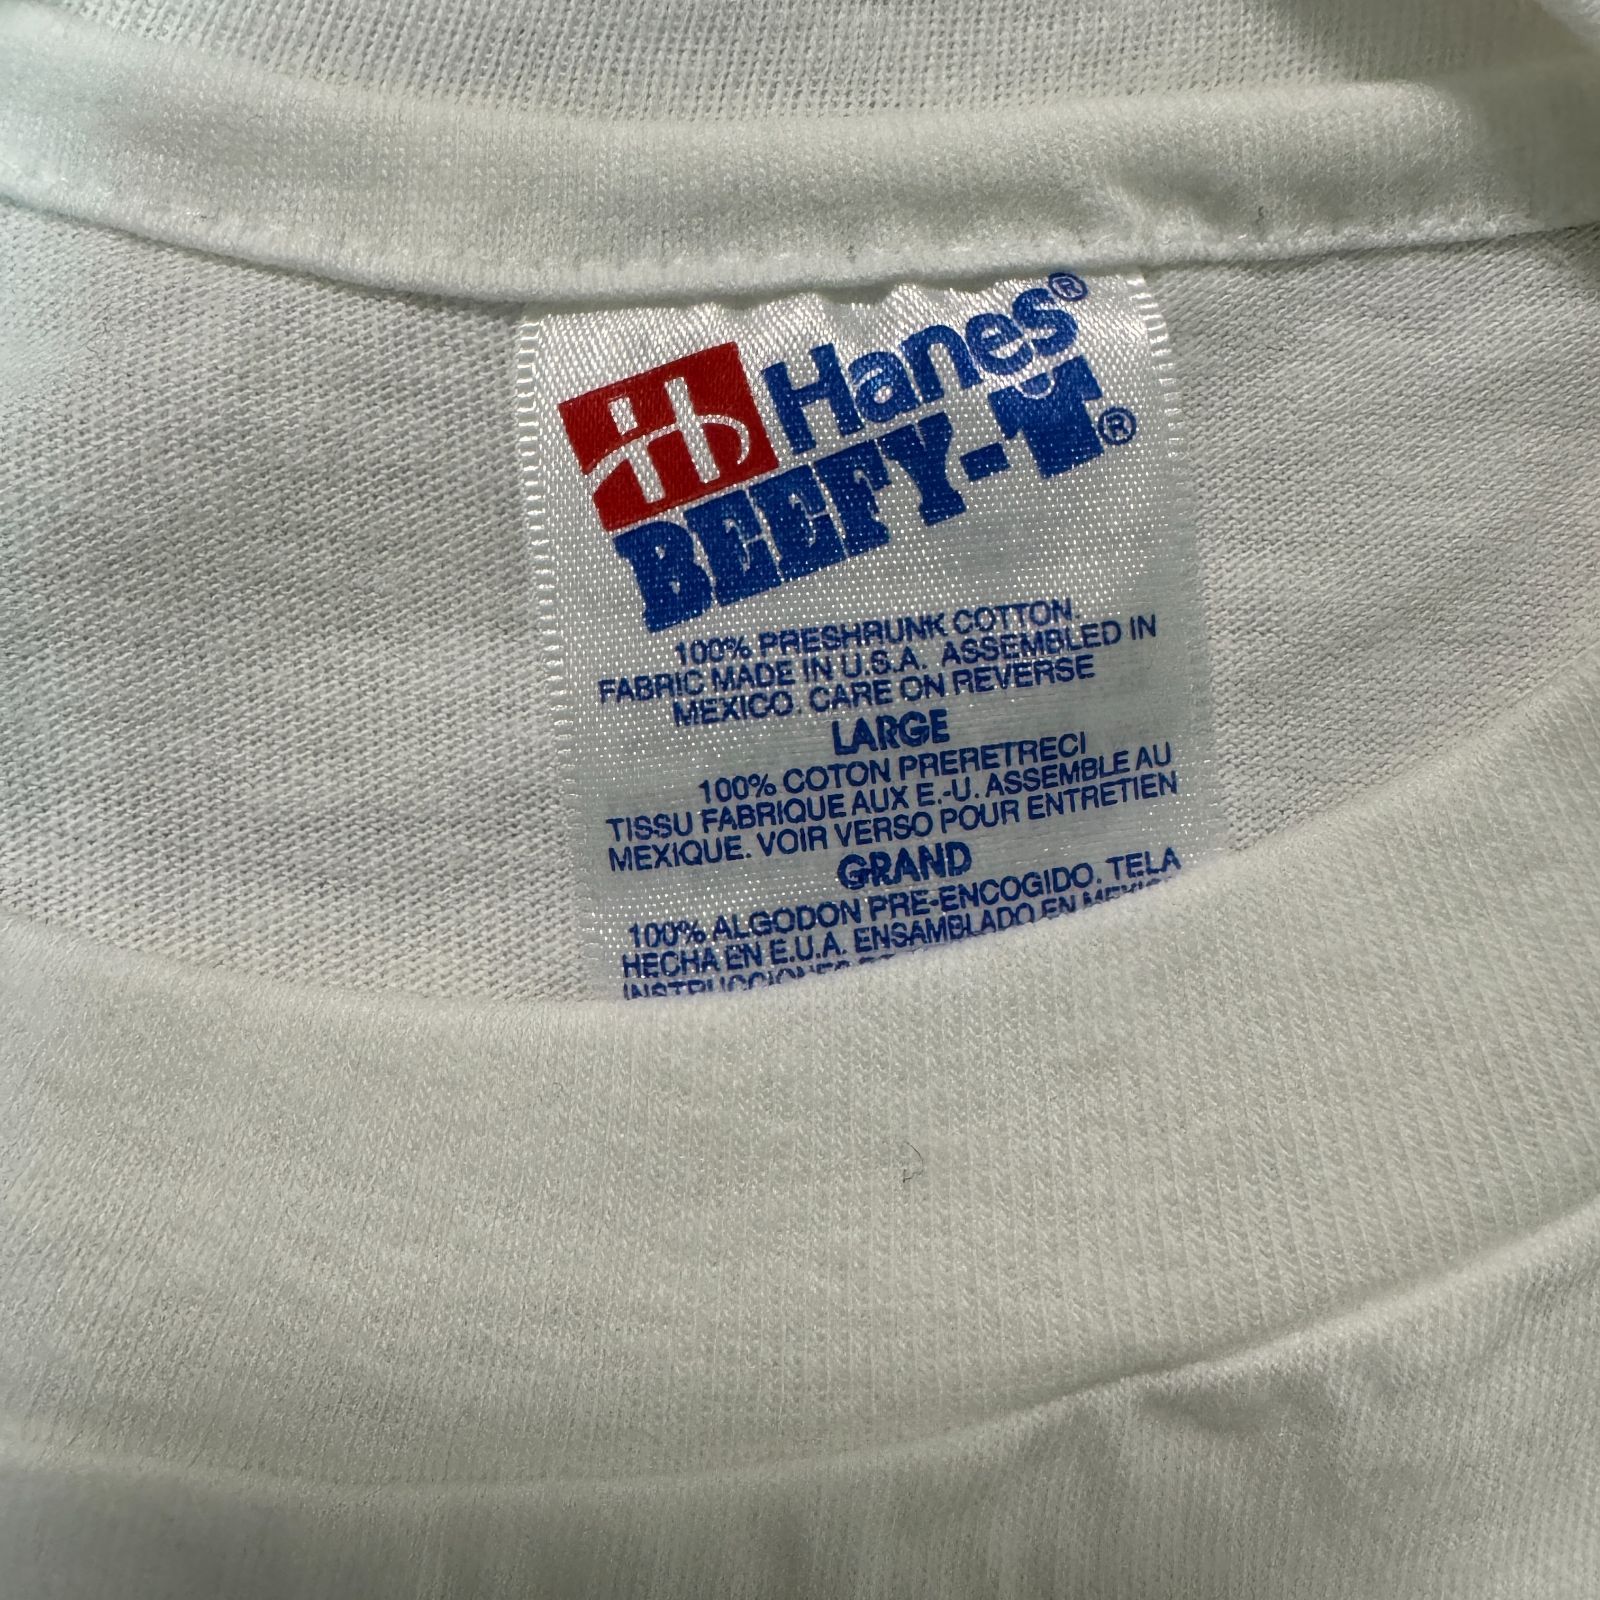 Hanes®
BEEFY-T®
100% PRESHRUNK COTTON.
FABRIC MADE IN U.S.A. ASSEMBLED IN
MEXICO. CARE ON REVERSE
LARGE
100% COTON PRERETRECI
TISSU FABRIQUE AUX E.-U. ASSEMBLE AU
MEXIQUE. VOIR VERSO POUR ENTRETIEN
GRAND
100% ALGODON PRE-ENCOGIDO. TELA
HECHA EN E.U.A. ENSAMBLADO EN MEXICO
INSTRUCCIONES